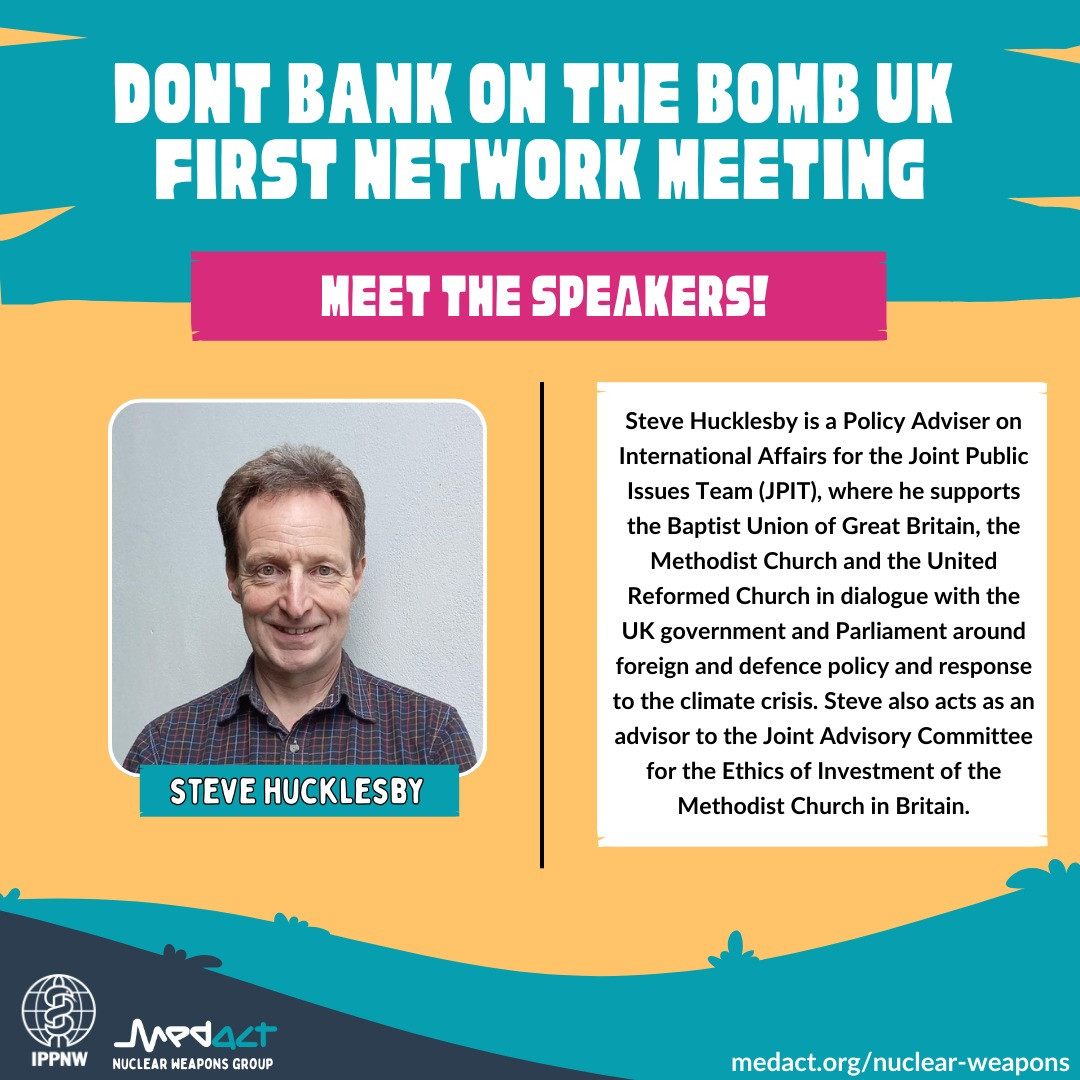 DONT BANK ON THE BOMB UK
FIRST NETWORK MEETING
MEET THE SPEAKERS!
STEVE HUCKLESBY
Steve Hucklesby is a Policy Adviser on
International Affairs for the Joint Public
Issues Team (JPIT), where he supports
the Baptist Union of Great Britain, the
Methodist Church and the United
Reformed Church in dialogue with the
UK government and Parliament around
foreign and defence policy and response
to the climate crisis. Steve also acts as an
advisor to the Joint Advisory Committee
for the Ethics of Investment of the
Methodist Church in Britain.
IPPNW
Medact
NUCLEAR WEAPONS GROUP
medact.org/nuclear-weapons